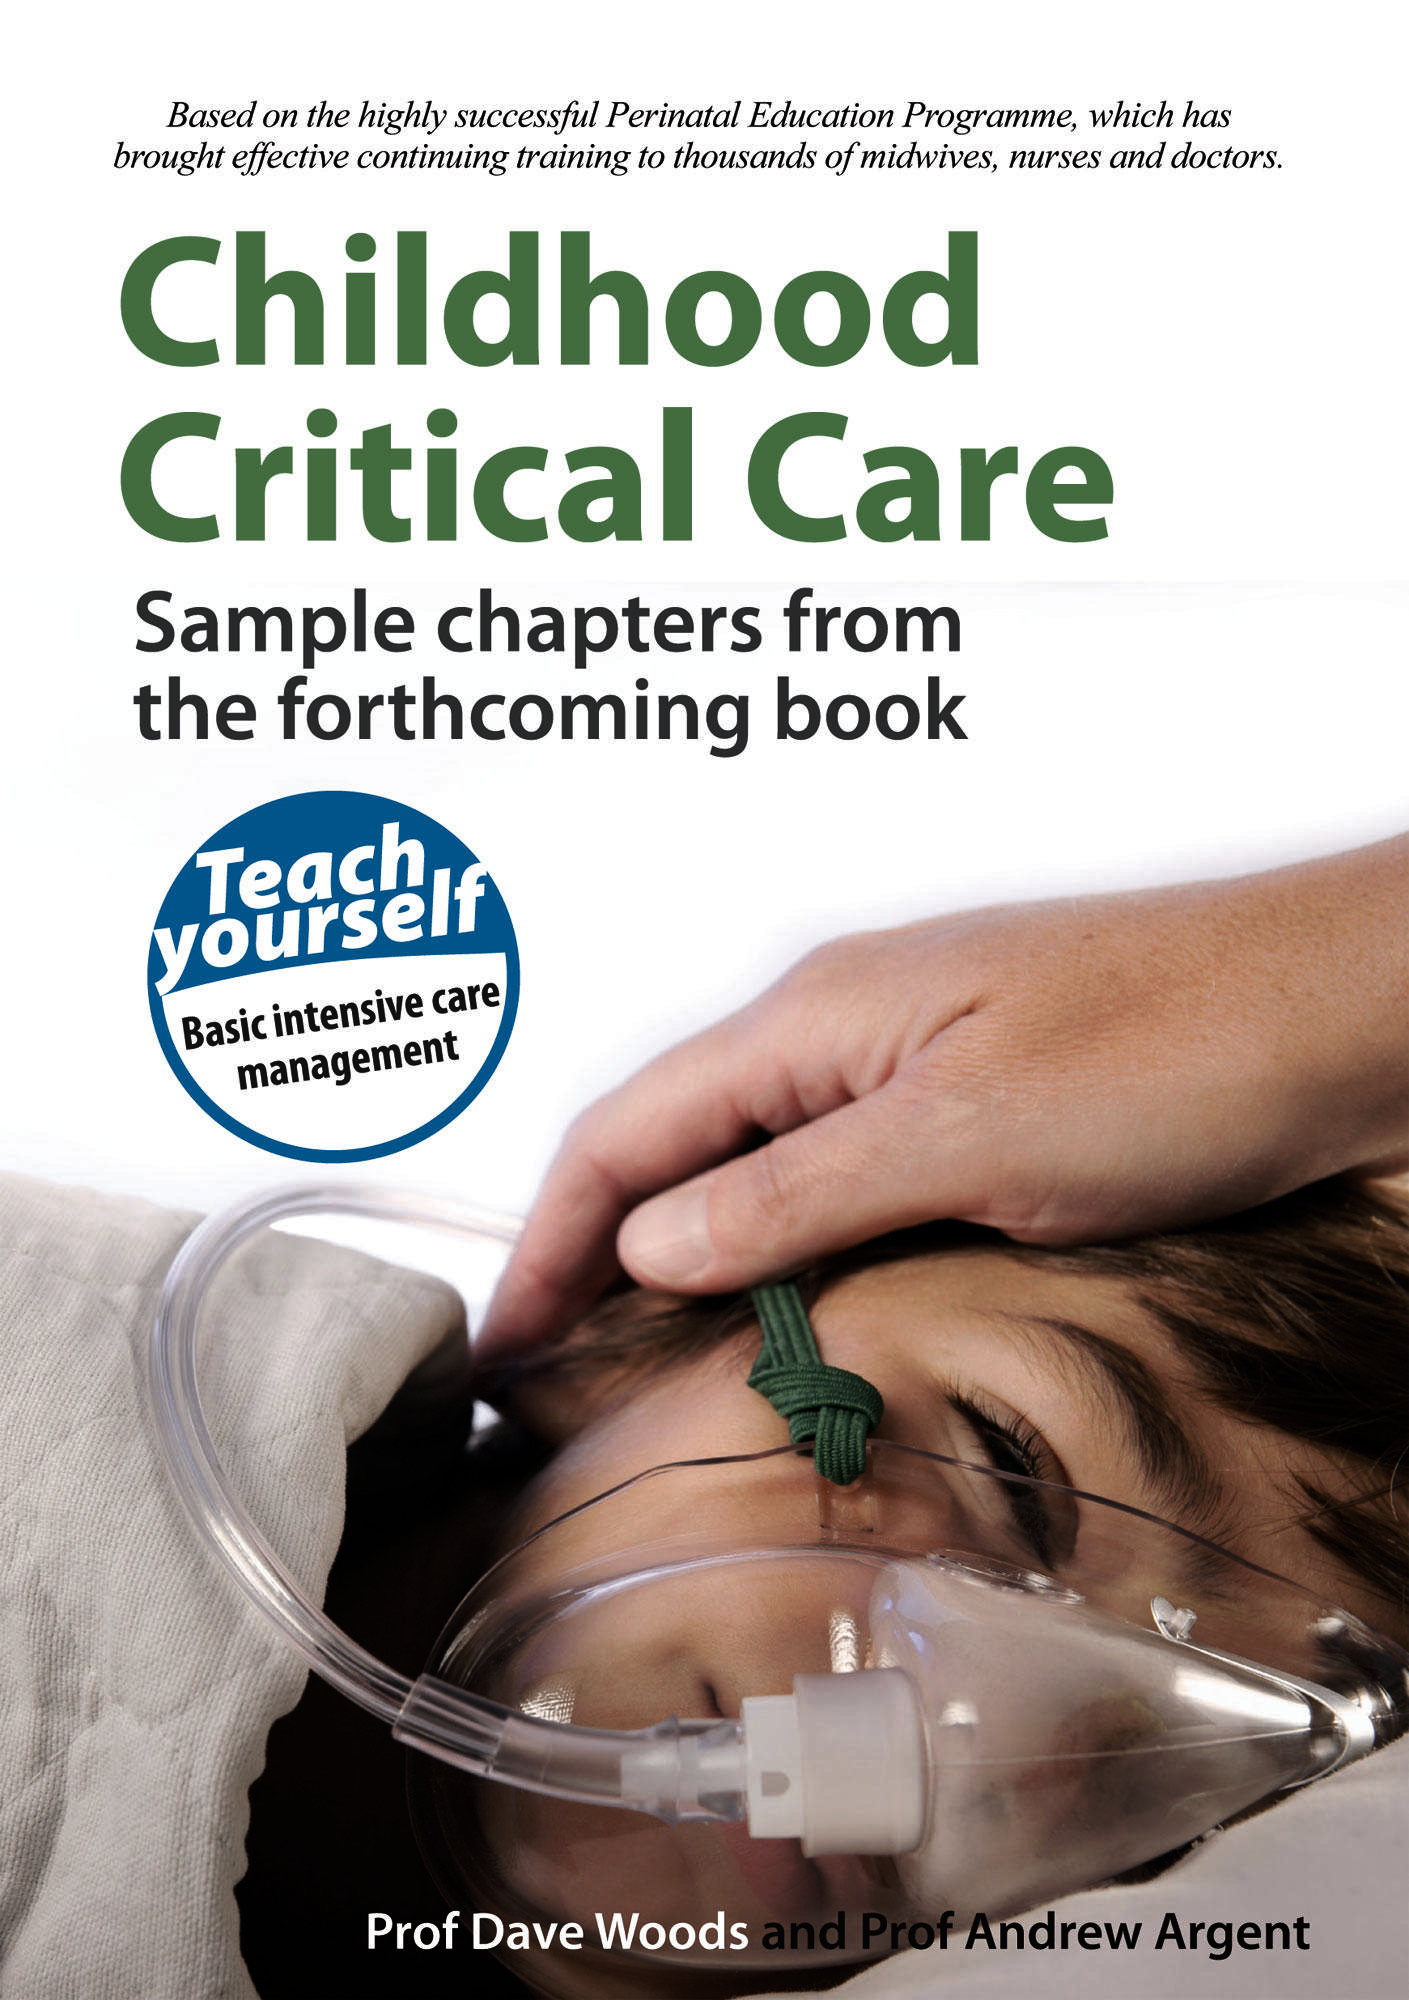 Based on the highly successful Perinatal Education Programme, which has
brought effective continuing training to thousands of midwives, nurses and doctors.
Childhood
Critical Care
Sample chapters from
the forthcoming book
Teach
yourself
Basic intensive care
management
Prof Dave Woods and Prof Andrew Argent